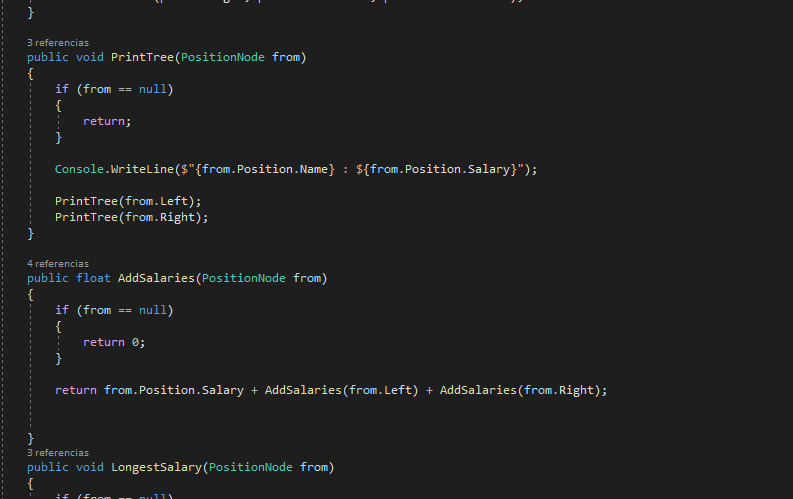 }
3 referencias
public void PrintTree(PositionNode from)
{
if (from == null)
{
return;
}
Console.WriteLine($"{from.Position.Name} : ${from.Position.Salary}");
PrintTree(from.Left);
PrintTree(from.Right);
}
4 referencias
public float AddSalaries(PositionNode from)
{
if (from == null)
{
return 0;
}
return from.Position.Salary + AddSalaries(from.Left) + AddSalaries(from.Right);
}
3 referencias
public void LongestSalary(PositionNode from)
{
if (from == null)